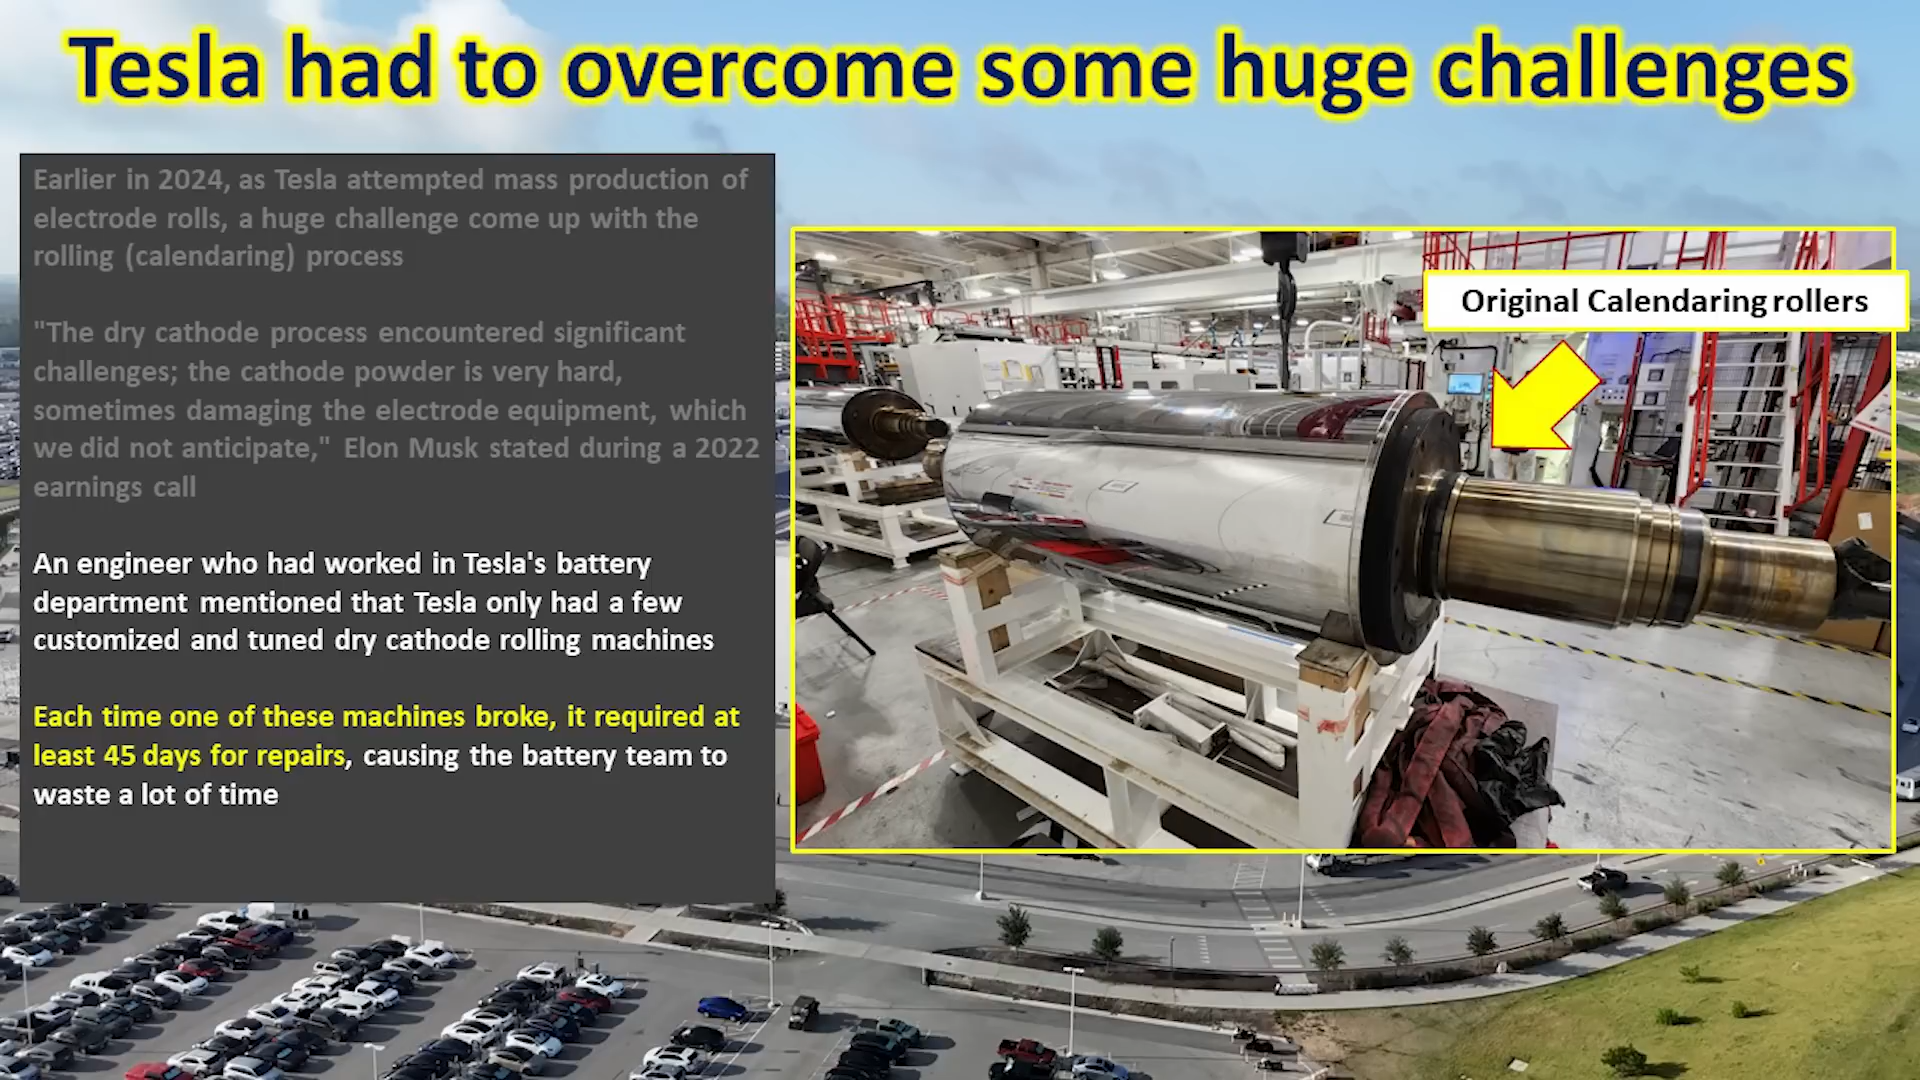 Tesla had to overcome some huge challenges
Earlier in 2024, as Tesla attempted mass production of
electrode rolls, a huge challenge come up with the
rolling (calendaring) process
"The dry cathode process encountered significant
challenges; the cathode powder is very hard,
sometimes damaging the electrode equipment, which
we did not anticipate," Elon Musk stated during a 2022
earnings call
An engineer who had worked in Tesla's battery
department mentioned that Tesla only had a few
customized and tuned dry cathode rolling machines
Each time one of these machines broke, it required at
least 45 days for repairs, causing the battery team to
waste a lot of time
Original Calendaring rollers